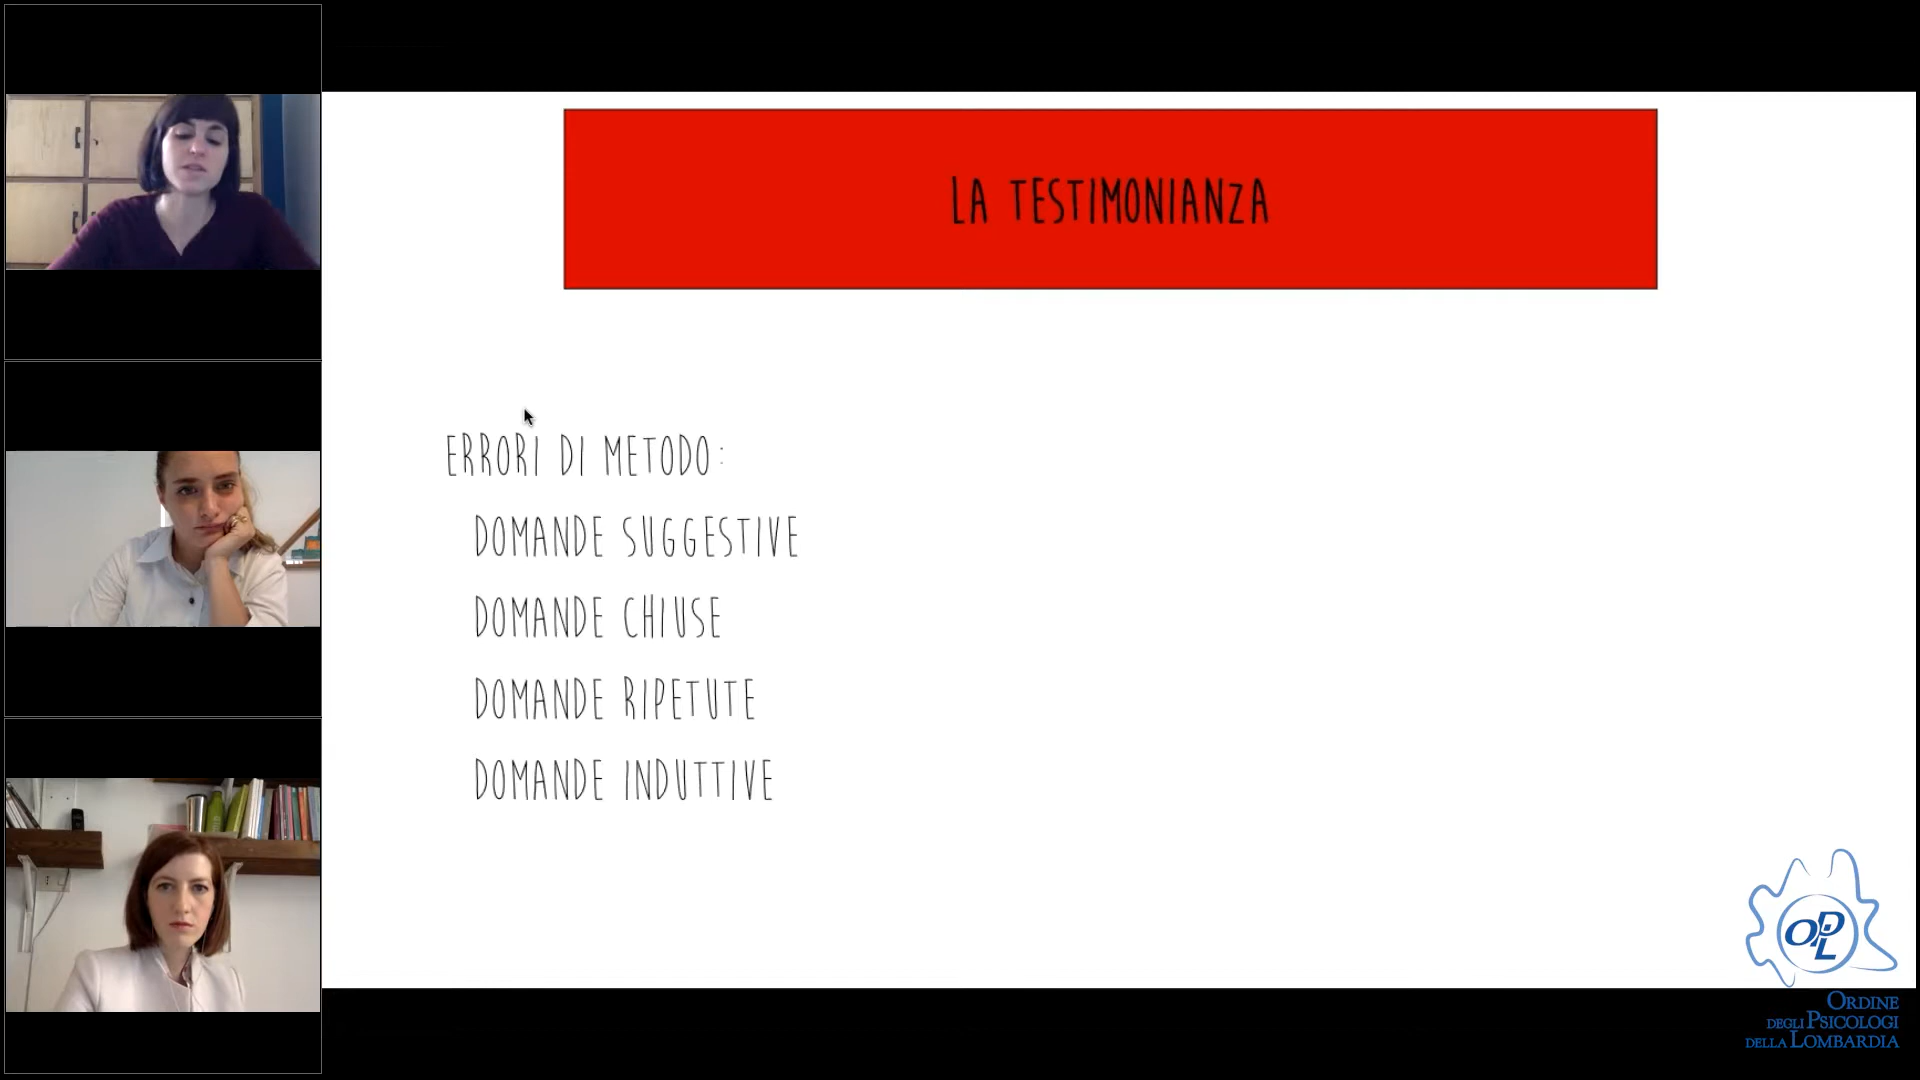 LA TESTIMONIANZA
ERRORI DI METODO:
DOMANDE SUGGESTIVE
DOMANDE CHIUSE
DOMANDE RIPETUTE
DOMANDE INDUTTIVE
OPL
ORDINE
DEGLI PSICOLOGI
DELLA LOMBARDIA